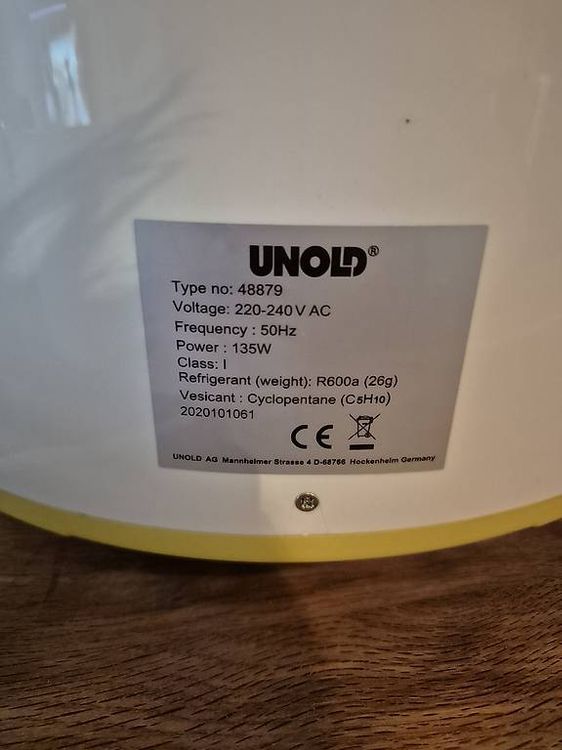 UNOLD®
Type no: 48879
Voltage: 220-240 V AC
Frequency : 50Hz
Power : 135W
Class: I
Refrigerant (weight): R600a (26g)
Vesicant : Cyclopentane (C5H10)
2020101061
CE
UNOLD AG Mannheimer Strasse 4 D-68766 Hockenheim Germany